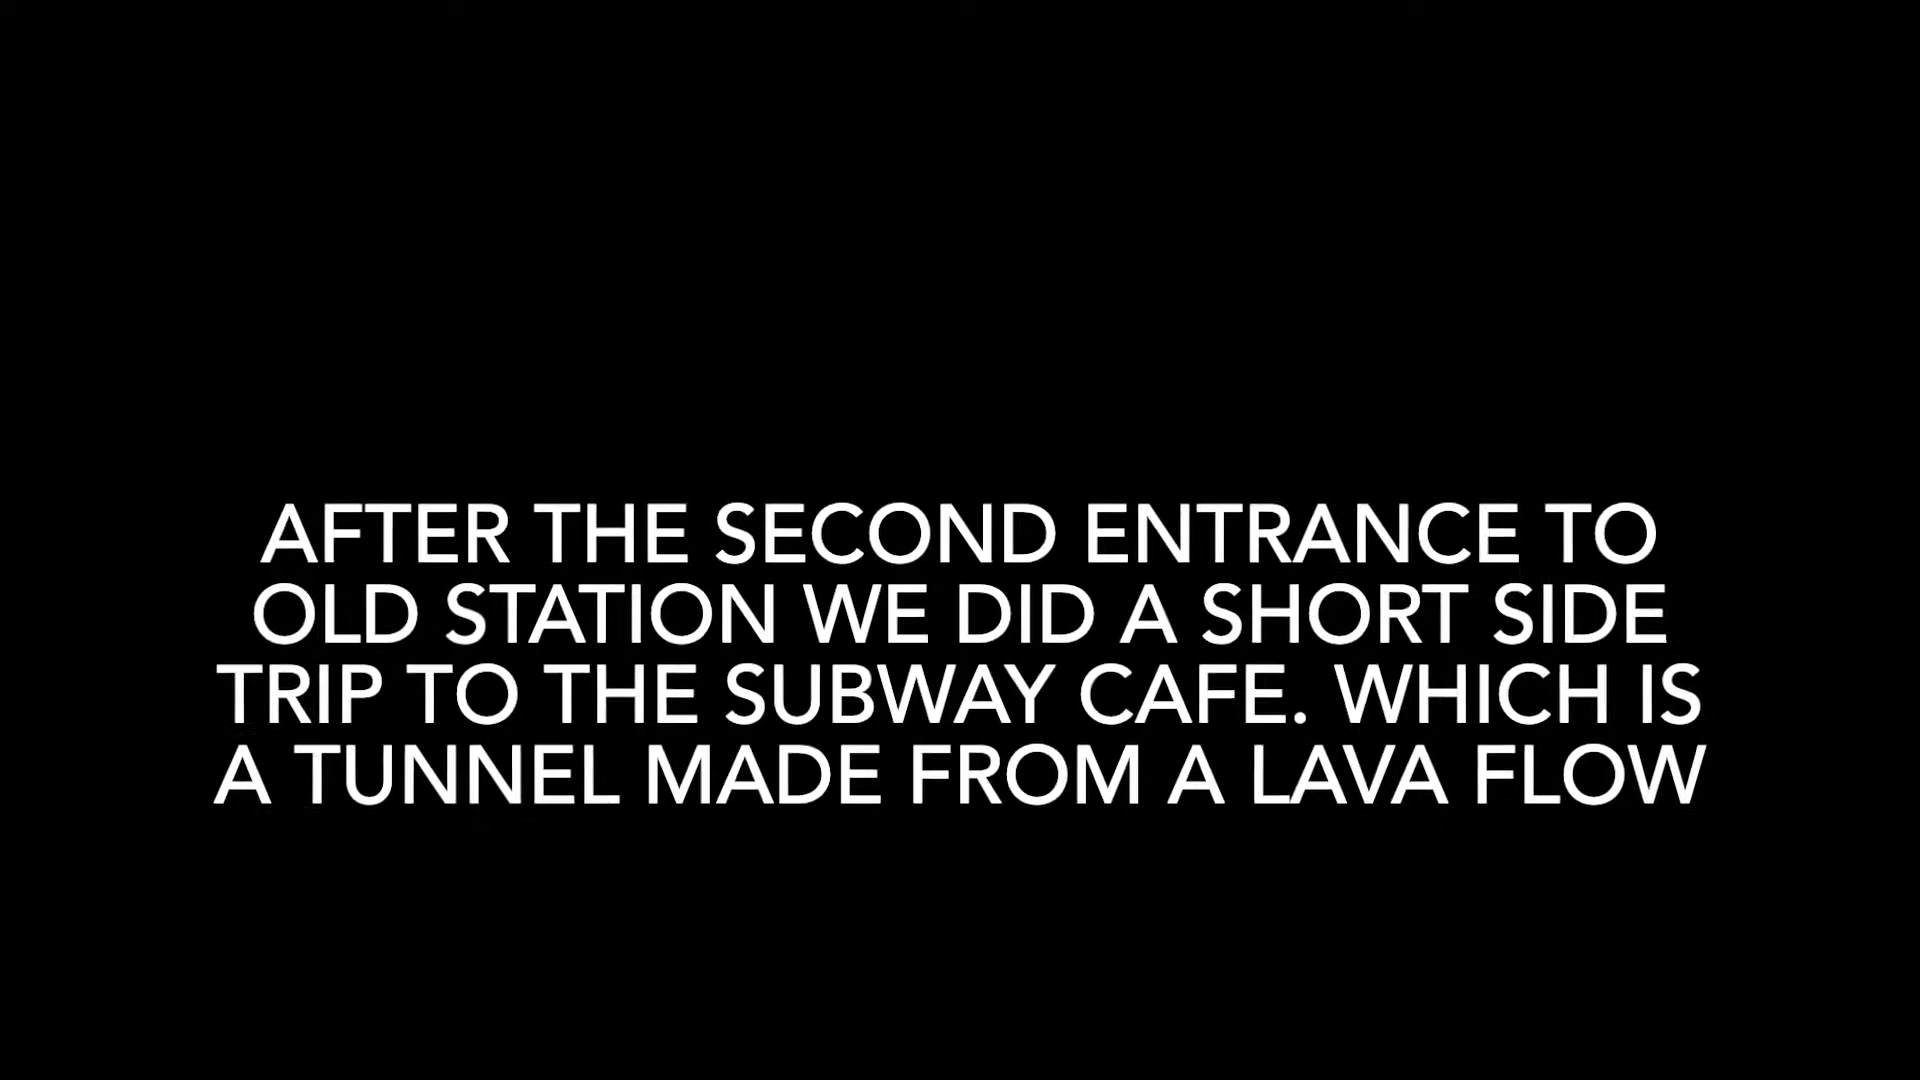 AFTER THE SECOND ENTRANCE TO
OLD STATION WE DID A SHORT SIDE
TRIP TO THE SUBWAY CAFE. WHICH IS
A TUNNEL MADE FROM A LAVA FLOW